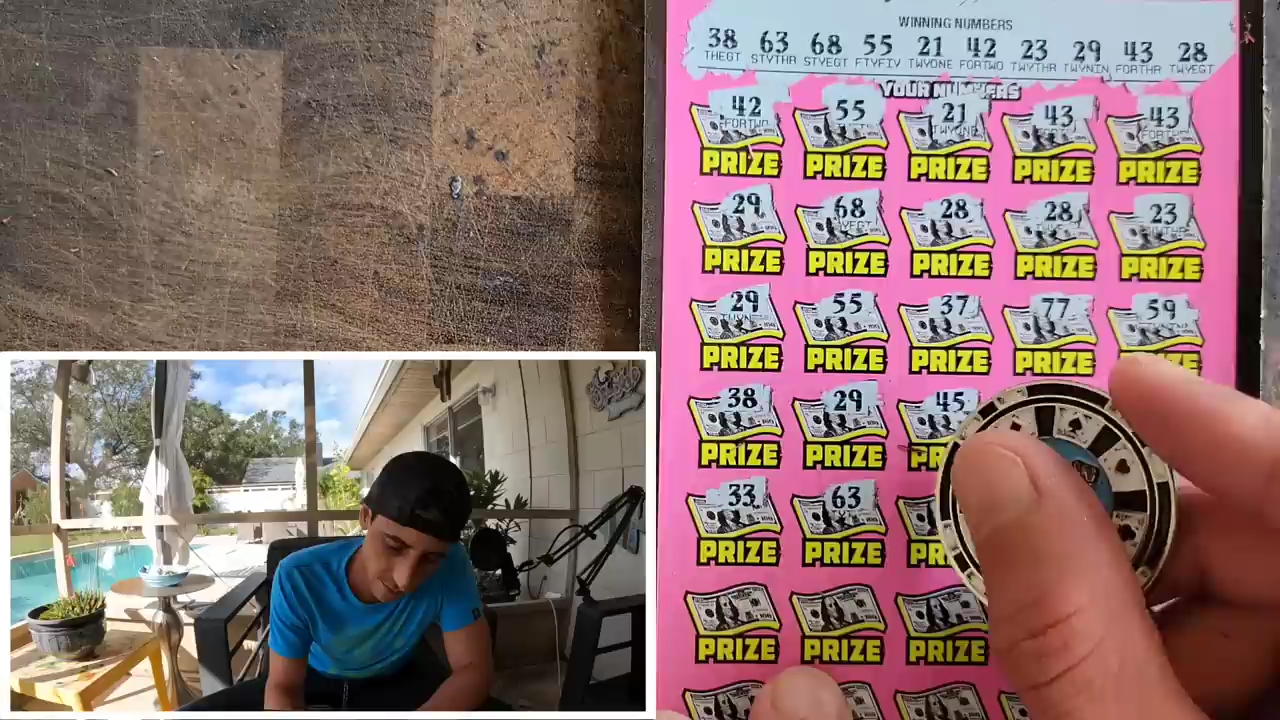 WINNING NUMBERS
38 63 68 55 21 42 23 29 43 28
THEGT STYTHR STYEGT FTYFIV TWYONE FORTWO TWYTHR TWYNIN FORTHR TWYEGT
YOUR NUMBERS
42 55 21 43 43
PRIZE PRIZE PRIZE PRIZE PRIZE
29 68 28 28 23
PRIZE PRIZE PRIZE PRIZE PRIZE
29 55 37 77 59
PRIZE PRIZE PRIZE PRIZE
38 29 45
PRIZE PRIZE
33 63
PRIZE PRIZE
PRIZE PRIZE PRIZE